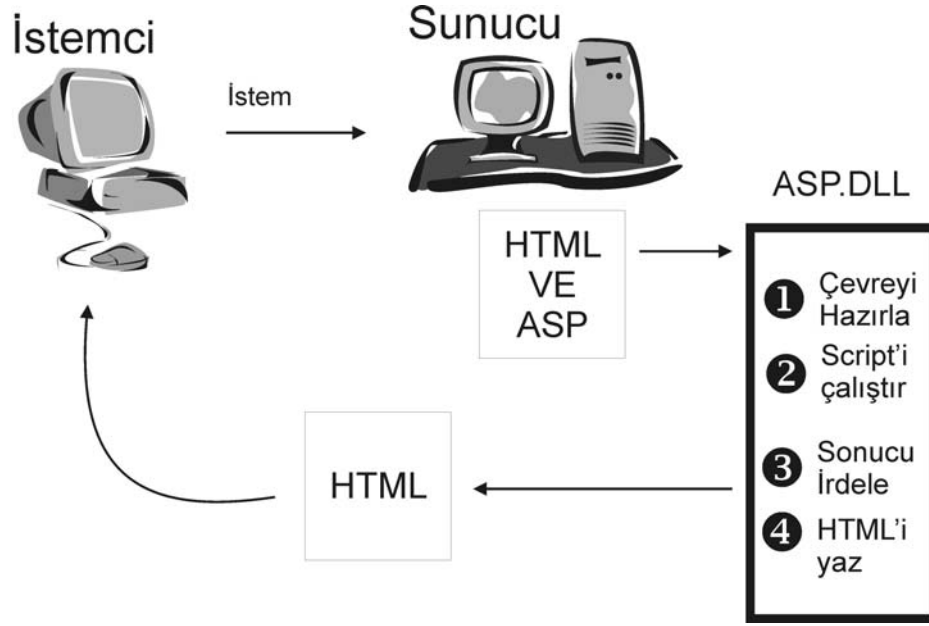 İstemci
Sunucu
İstem
ASP.DLL
HTML
VE
ASP
1 Çevreyi
Hazırla
2 Script'i
çalıştır
3 Sonucu
İrdele
4 HTML'i
yaz
HTML